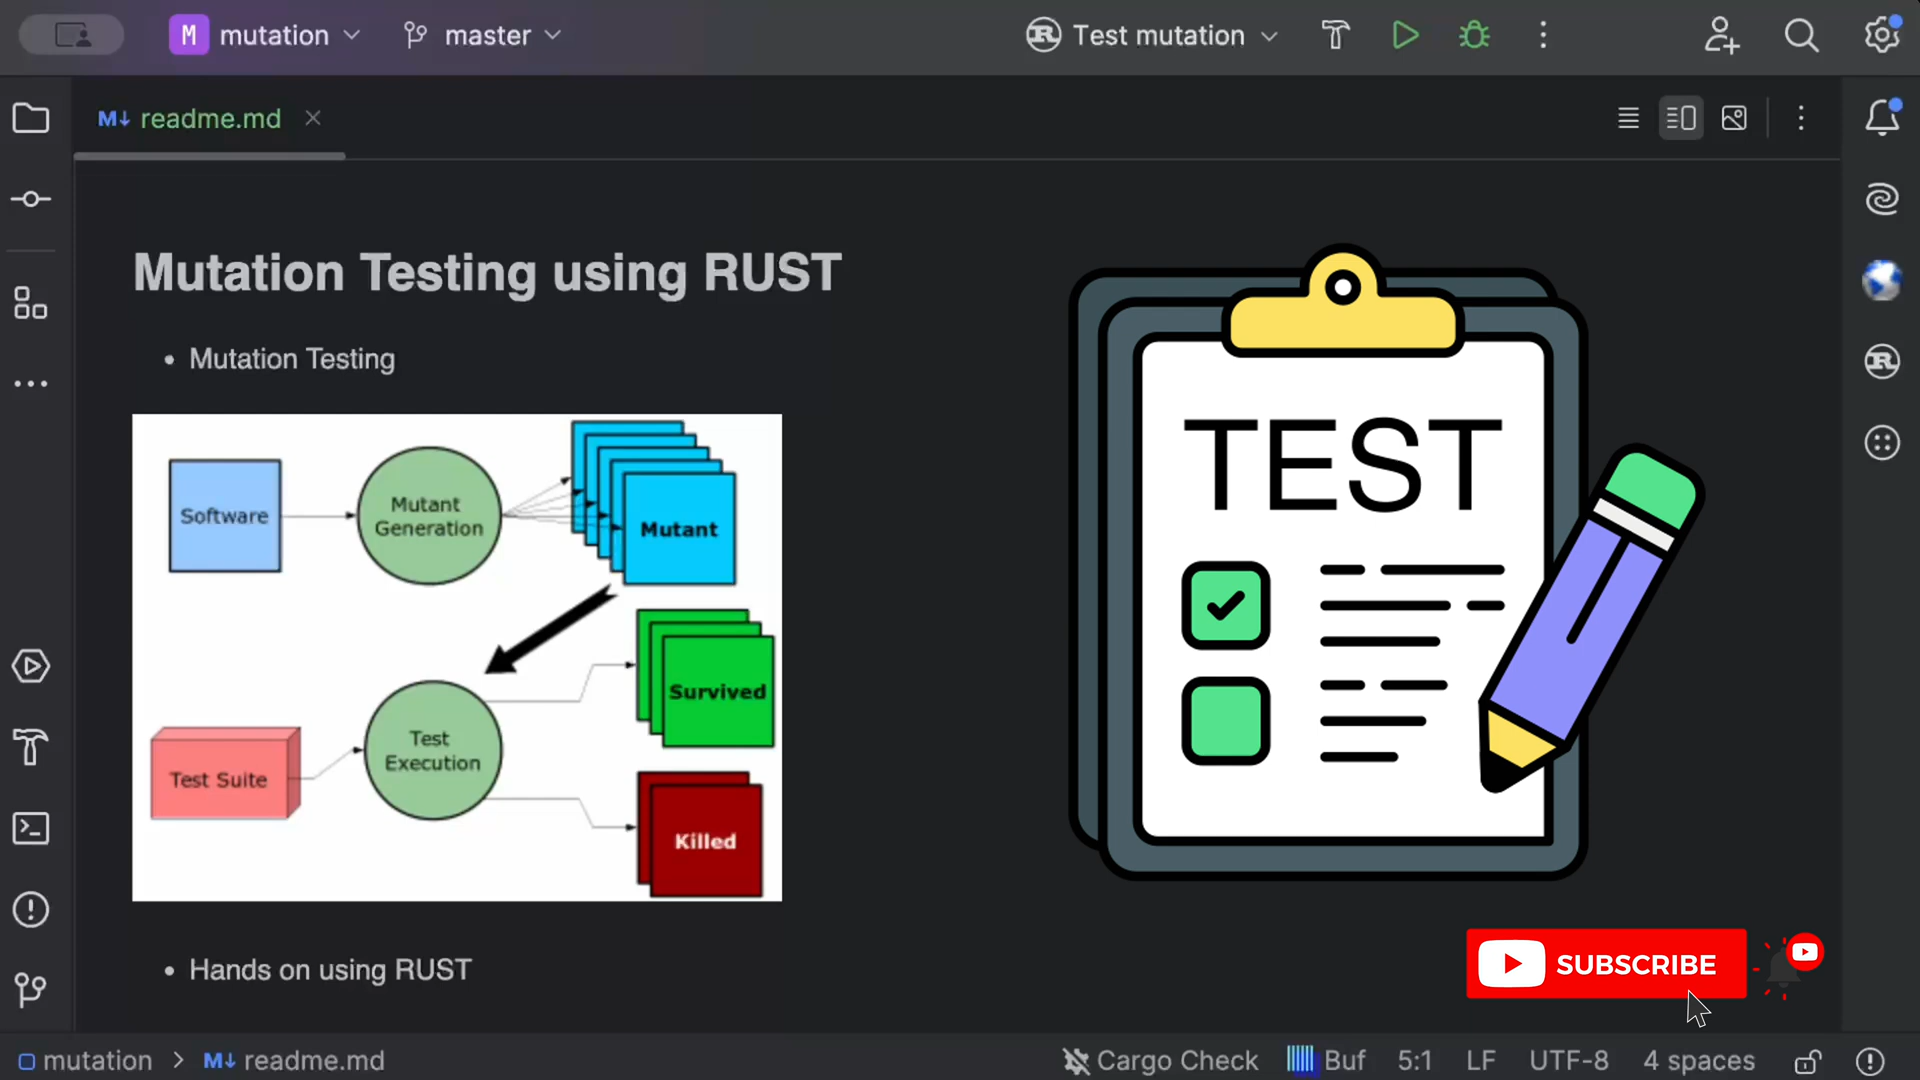 M mutation master Test mutation
M↓ readme.md
Mutation Testing using RUST
• Mutation Testing
Software
Mutant
Generation
Mutant
Survived
Test
Execution
Test Suite
Killed
TEST
• Hands on using RUST
SUBSCRIBE
mutation > M↓ readme.md Cargo Check Buf 5:1 LF UTF-8 4 spaces